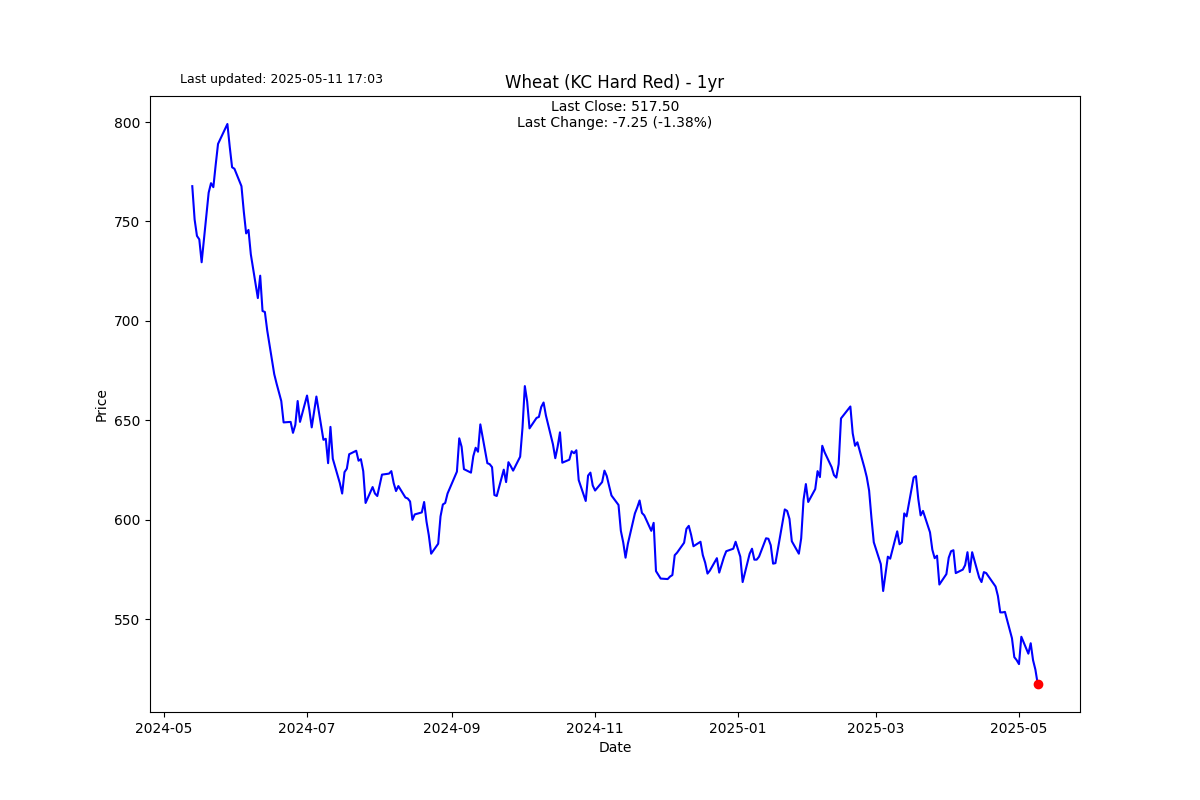 Last updated: 2025-05-11 17:03
Wheat (KC Hard Red) - 1yr
Last Close: 517.50
Last Change: -7.25 (-1.38%)
800
750
700
650
600
550
Price
2024-05
2024-07
2024-09
2024-11
2025-01
2025-03
2025-05
Date